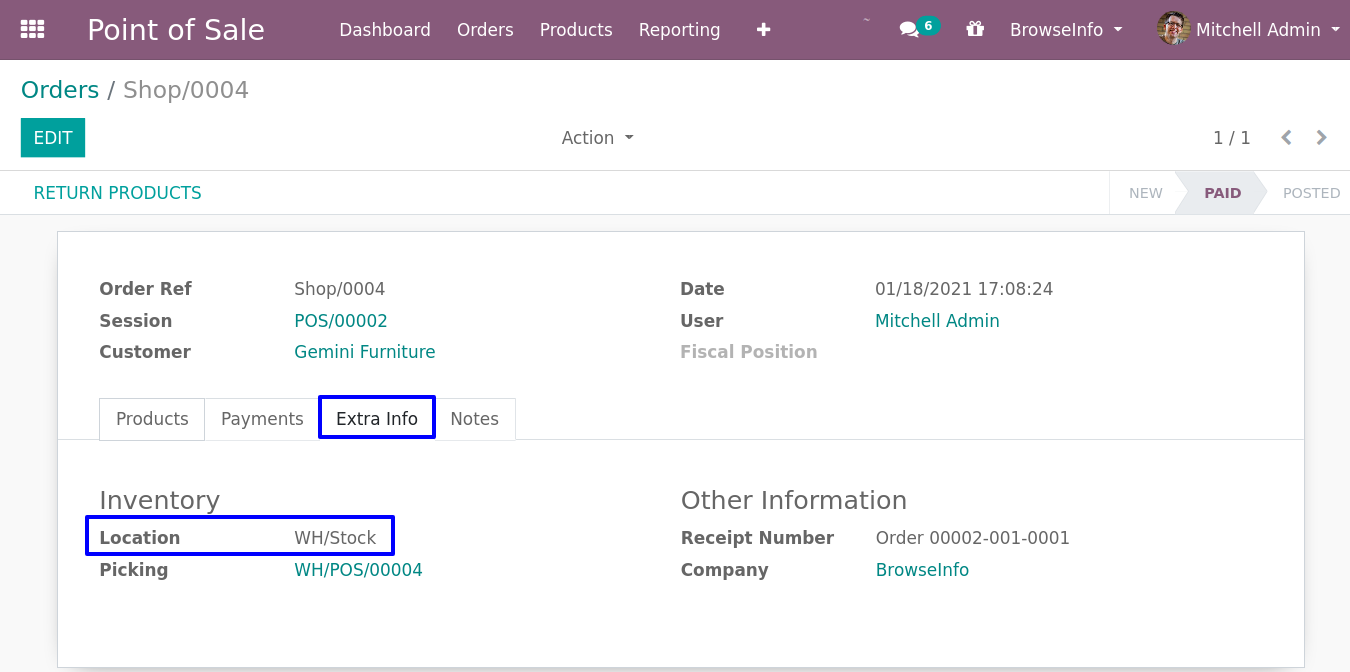 Point of Sale Dashboard Orders Products Reporting 6 BrowseInfo Mitchell Admin
Orders / Shop/0004
EDIT Action 1 / 1
RETURN PRODUCTS NEW PAID POSTED
Order Ref Shop/0004 Date 01/18/2021 17:08:24
Session POS/00002 User Mitchell Admin
Customer Gemini Furniture Fiscal Position
Products Payments Extra Info Notes
Inventory Other Information
Location WH/Stock Receipt Number Order 00002-001-0001
Picking WH/POS/00004 Company BrowseInfo